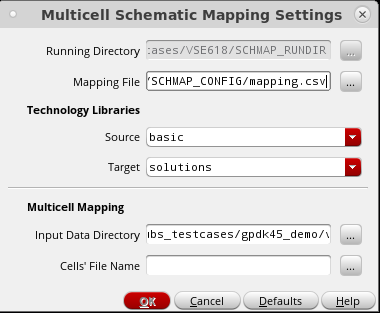 Multicell Schematic Mapping Settings
Running Directory :ases/VSE618/SCHMAP_RUNDIR ...
Mapping File /SCHMAP_CONFIG/mapping.csv ...
Technology Libraries
Source basic
Target solutions
Multicell Mapping
Input Data Directory bs_testcases/gpdk45_demo/ ...
Cells' File Name ...
OK Cancel Defaults Help